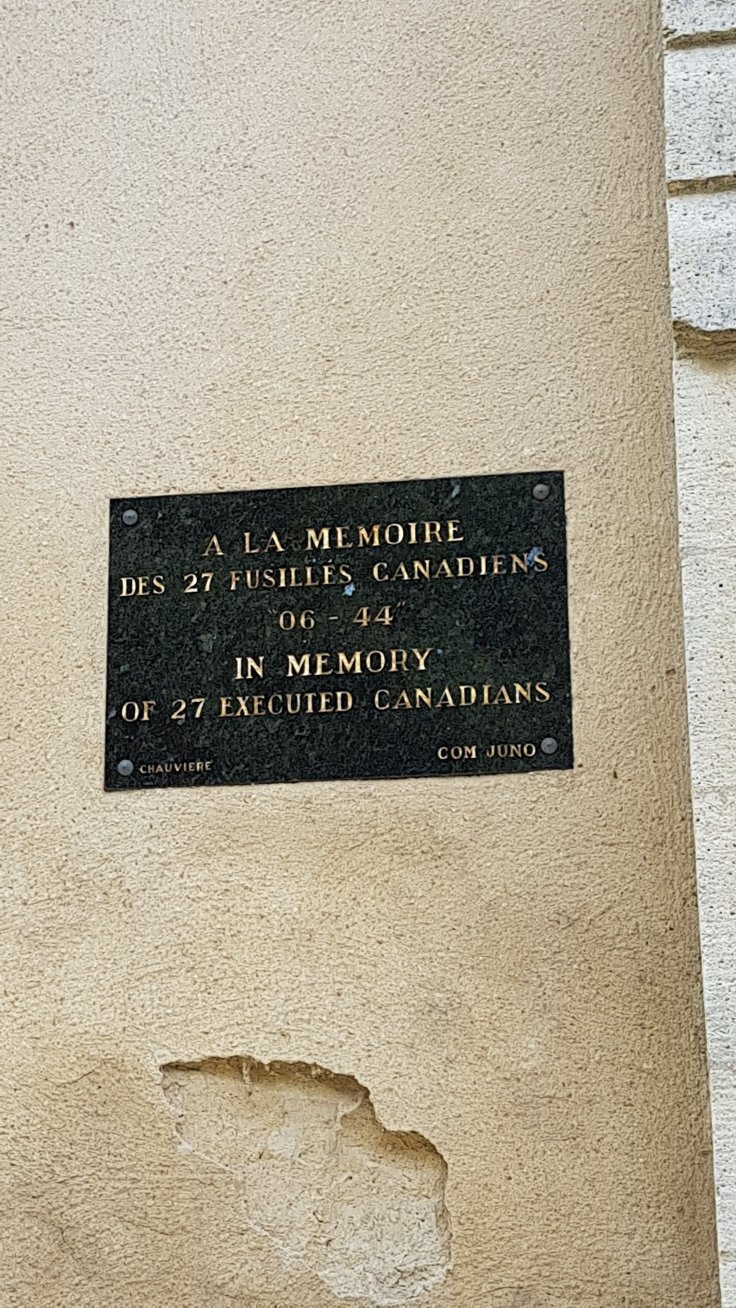 A LA MEMOIRE
DES 27 FUSILLÉS CANADIENS
"06 - 44"
IN MEMORY
OF 27 EXECUTED CANADIANS
COM JUNO
CHAUVIERE